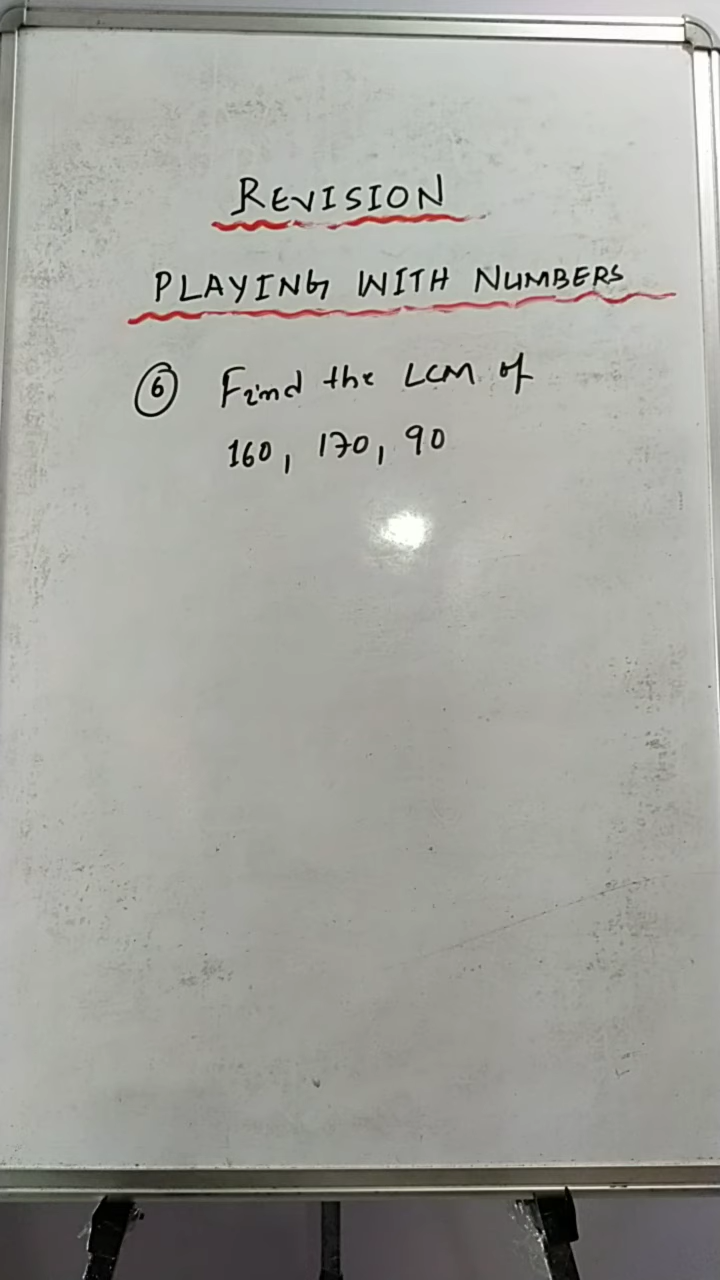 REVISION
PLAYING WITH NUMBERS
6 Find the LCM of
160, 170, 90